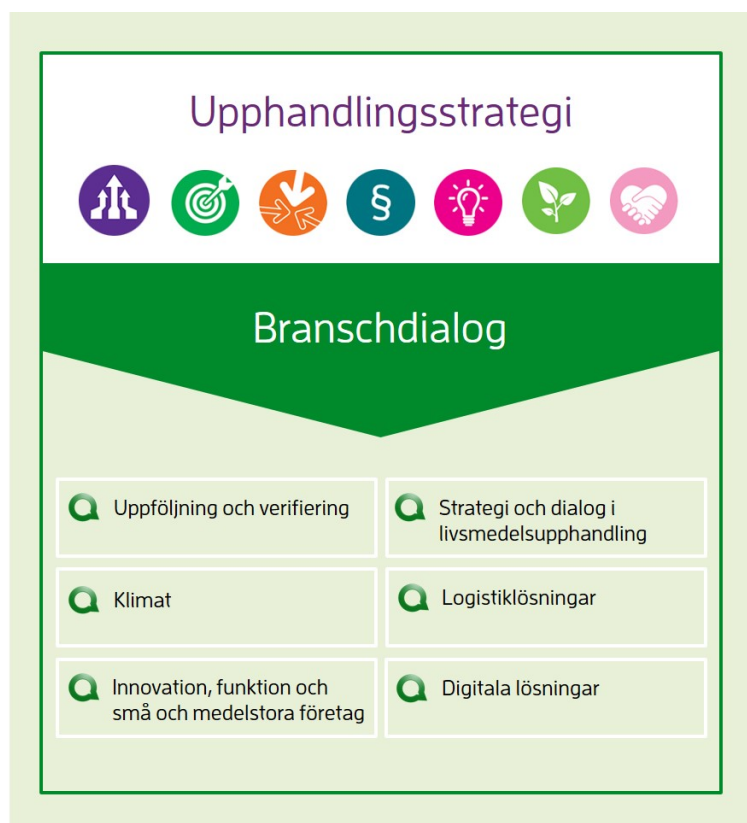 Upphandlingsstrategi
§
Branschdialog
Uppföljning och verifiering
Strategi och dialog i
livsmedelsupphandling
Klimat
Logistiklösningar
Innovation, funktion och
små och medelstora företag
Digitala lösningar